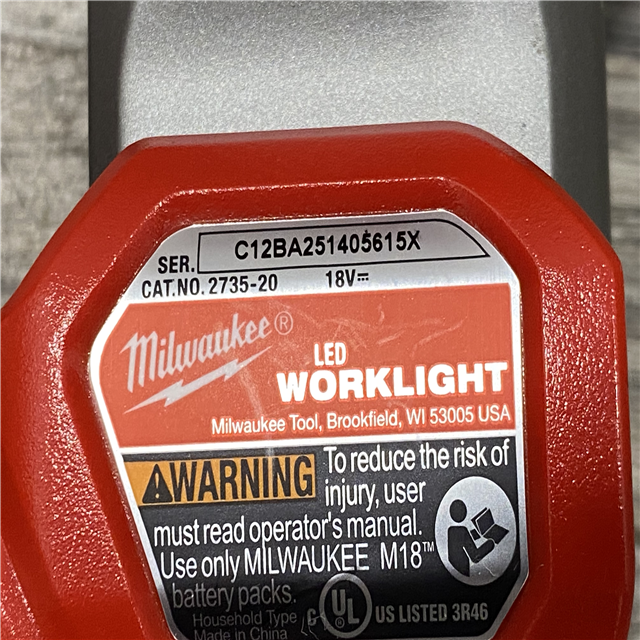 SER. C12BA251405615X
CAT.NO. 2735-20 18V⎓
Milwaukee®
LED
WORKLIGHT
Milwaukee Tool, Brookfield, WI 53005 USA
WARNING To reduce the risk of
injury, user
must read operator's manual.
Use only MILWAUKEE M18™
battery packs.
Household Type
Made in China
C UL US LISTED 3R46